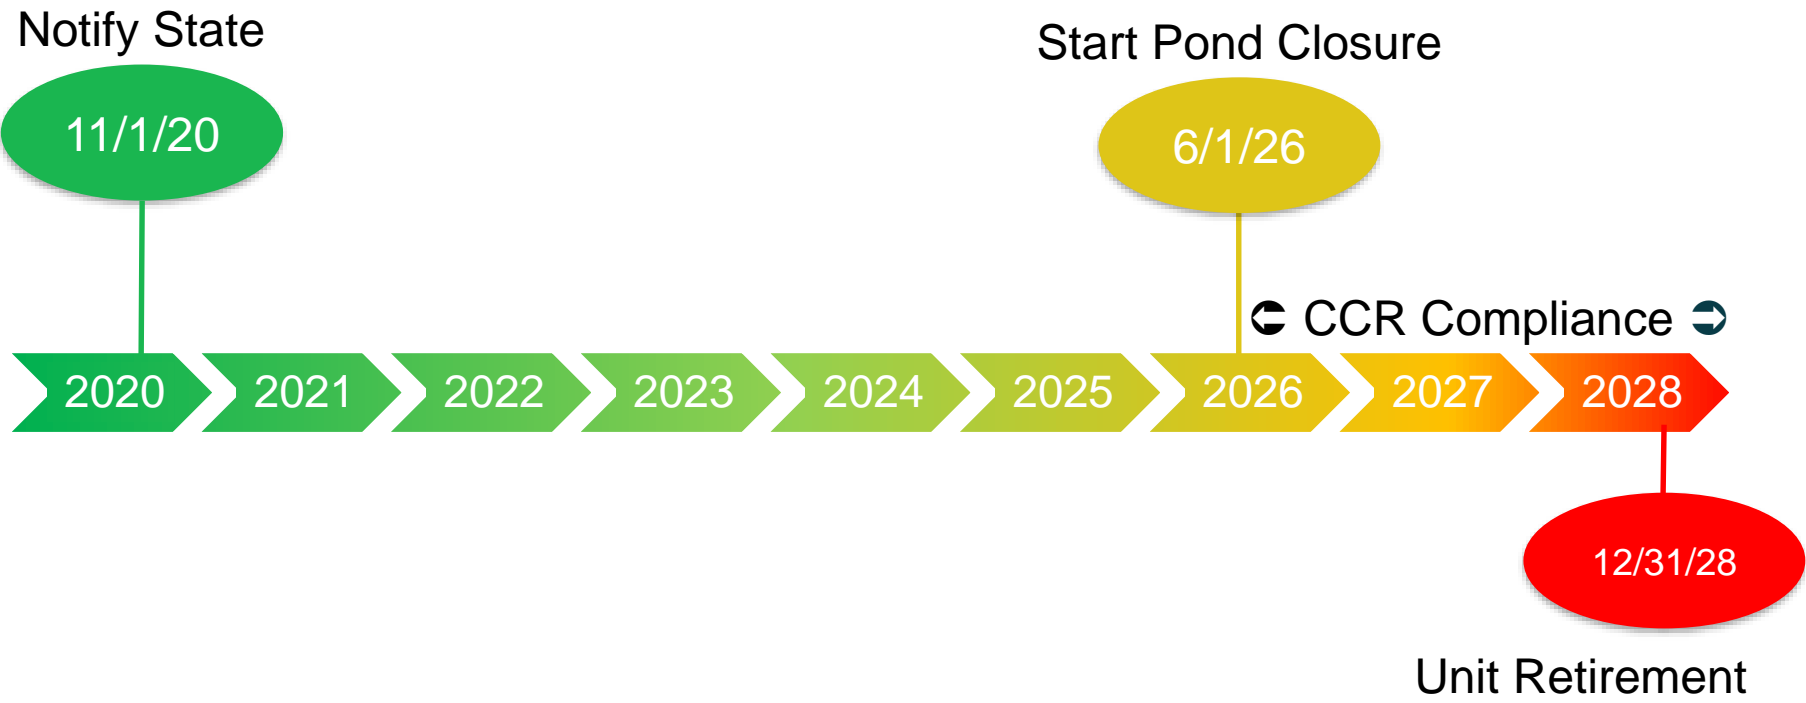 Notify State
11/1/20
Start Pond Closure
6/1/26
CCR Compliance
2020 2021 2022 2023 2024 2025 2026 2027 2028
12/31/28
Unit Retirement